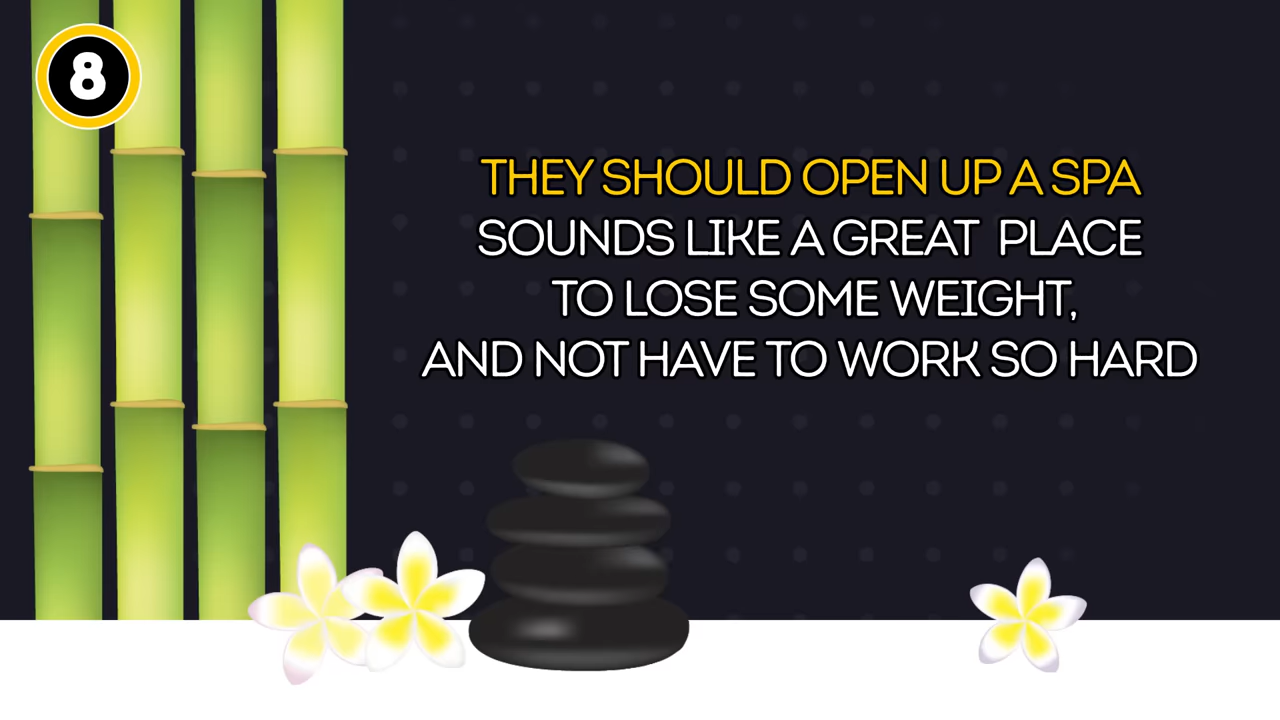 8
THEY SHOULD OPEN UP A SPA
SOUNDS LIKE A GREAT PLACE
TO LOSE SOME WEIGHT,
AND NOT HAVE TO WORK SO HARD